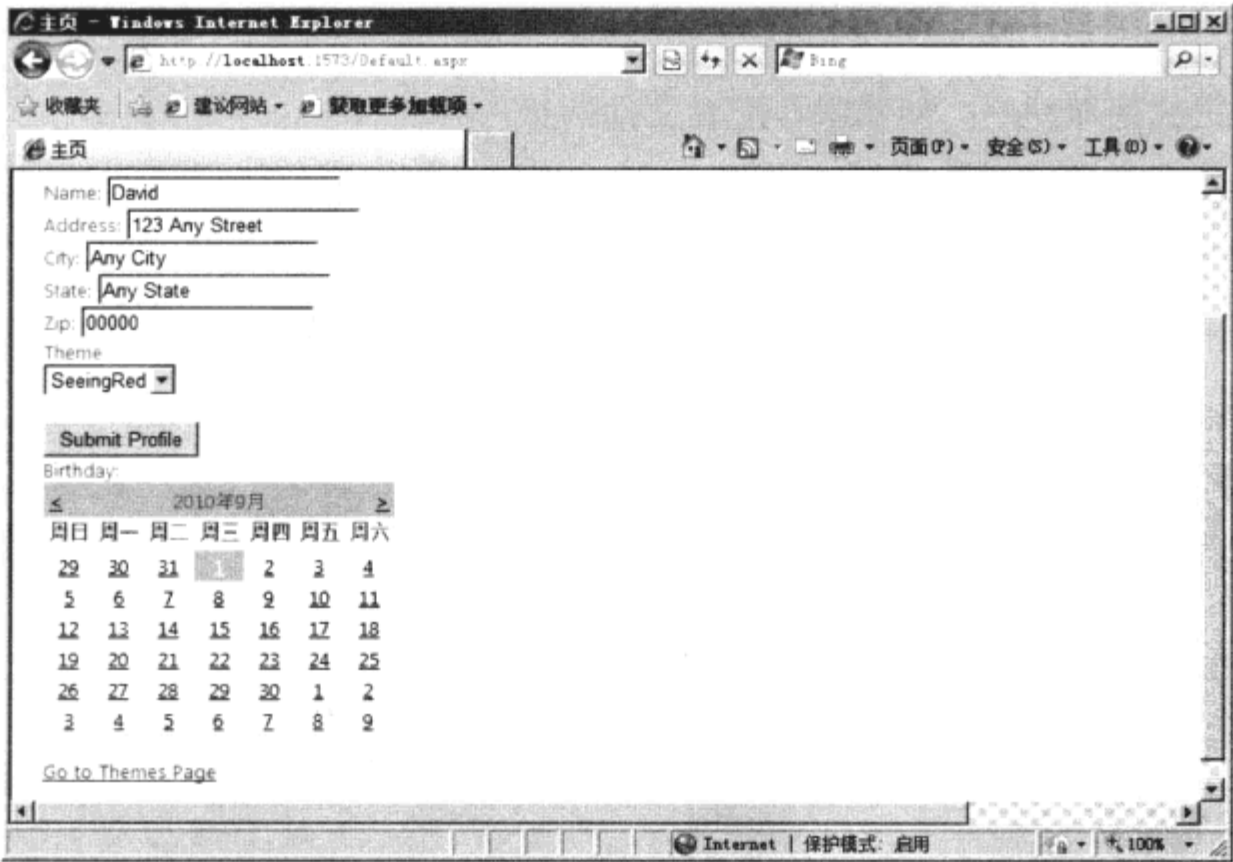 主页 - Windows Internet Explorer
http://localhost:1573/Default.aspx Bing
收藏夹 建议网站 获取更多加载项
主页 页面(P) 安全(S) 工具(O)
Name: David
Address: 123 Any Street
City: Any City
State: Any State
Zip: 00000
Theme
SeeingRed
Submit Profile
Birthday:
< 2010年9月 >
周日 周一 周二 周三 周四 周五 周六
29 30 31 1 2 3 4
5 6 7 8 9 10 11
12 13 14 15 16 17 18
19 20 21 22 23 24 25
26 27 28 29 30 1 2
3 4 5 6 7 8 9
Go to Themes Page
Internet | 保护模式: 启用 100%